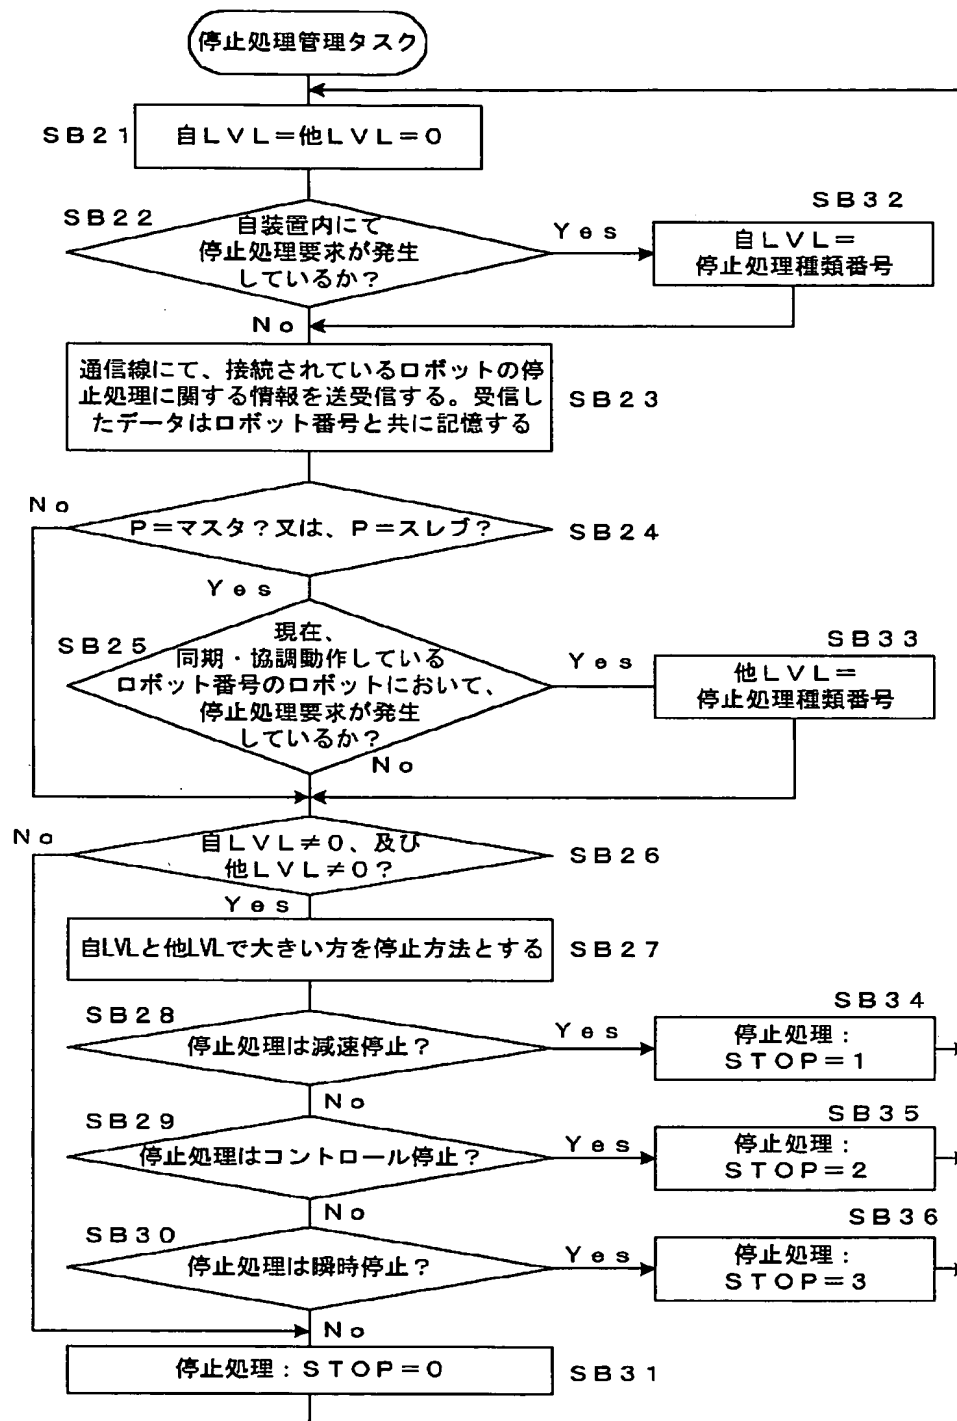 停止処理管理タスク
SB21
自LVL=他LVL=0
SB22
自装置内にて
停止処理要求が発生
しているか?
Yes
SB32
自LVL=
停止処理種類番号
No
通信線にて、接続されているロボットの停
止処理に関する情報を送受信する。受信し
たデータはロボット番号と共に記憶する
SB23
No
P=マスタ?又は、P=スレブ?
SB24
Yes
SB25
現在、
同期・協調動作している
ロボット番号のロボットにおいて、
停止処理要求が発生
しているか?
Yes
SB33
他LVL=
停止処理種類番号
No
No
自LVL≠0、及び
他LVL≠0?
SB26
Yes
自LVLと他LVLで大きい方を停止方法とする
SB27
SB28
停止処理は減速停止?
Yes
SB34
停止処理:
STOP=1
No
SB29
停止処理はコントロール停止?
Yes
SB35
停止処理:
STOP=2
No
SB30
停止処理は瞬時停止?
Yes
SB36
停止処理:
STOP=3
No
停止処理:STOP=0
SB31